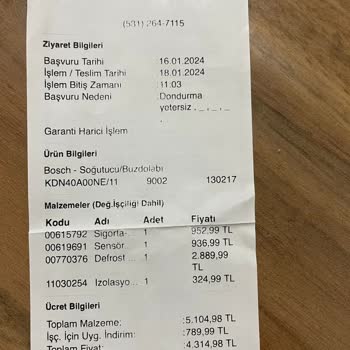 (531) 264-7115
Ziyaret Bilgileri
Başvuru Tarihi 16.01.2024
İşlem / Teslim Tarihi 18.01.2024
İşlem Bitiş Zamanı :11:03
Başvuru Nedeni :Dondurma
yetersiz , _ , _ , _
.
Garanti Harici İşlem
Ürün Bilgileri
Bosch - Soğutucu/Buzdolabı
KDN40A00NE/11 9002 130217
Malzemeler (Değ.İşçiliği Dahil)
Kodu Adı Adet Fiyatı
00615792 Sigorta-... 1 952,99 TL
00619691 Sensör... 1 936,99 TL
00770376 Defrost ... 1 2.889,99
TL
11030254 İzolasyo... 1 324,99 TL
Ücret Bilgileri
Toplam Malzeme: :5.104,98 TL
İşç. İçin Uyg. İndirim: :789,99 TL
Toplam Fiyat: :4.314,98 TL